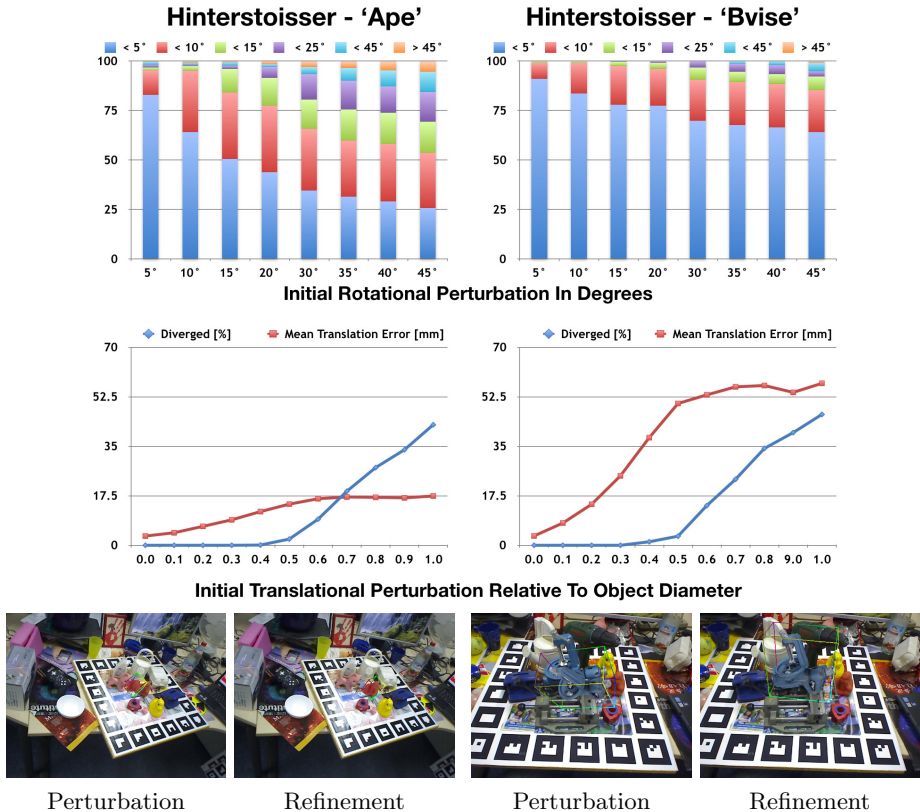 Hinterstoisser - ‘Ape’
< 5° < 10° < 15° < 25° < 45° > 45°
100
75
50
25
0
5° 10° 15° 20° 30° 35° 40° 45°
Hinterstoisser - ‘Bvise’
< 5° < 10° < 15° < 25° < 45° > 45°
100
75
50
25
0
5° 10° 15° 20° 30° 35° 40° 45°
Initial Rotational Perturbation In Degrees
Diverged [%] Mean Translation Error [mm]
70
52.5
35
17.5
0
0.0 0.1 0.2 0.3 0.4 0.5 0.6 0.7 0.8 0.9 1.0
Diverged [%] Mean Translation Error [mm]
70
52.5
35
17.5
0
0.0 0.1 0.2 0.3 0.4 0.5 0.6 0.7 0.8 9.0 1.0
Initial Translational Perturbation Relative To Object Diameter
Perturbation Refinement Perturbation Refinement